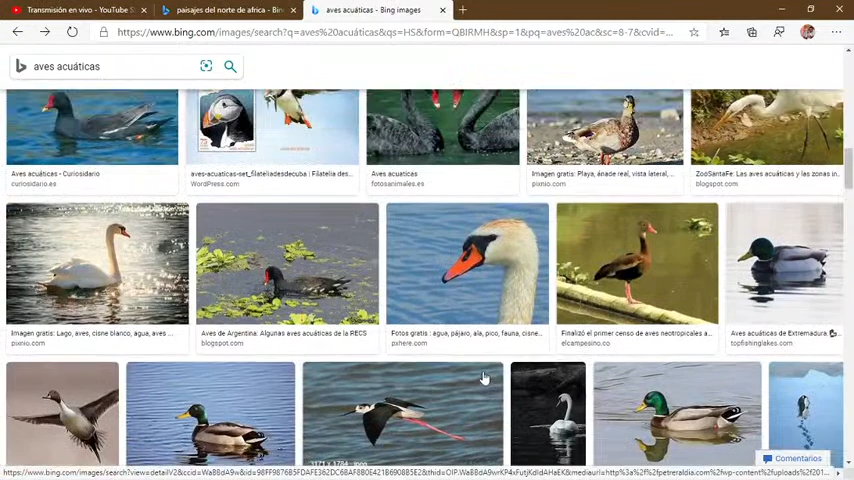 Transmisión en vivo - YouTube S
paisajes del norte de africa - Bin
aves acuáticas - Bing images
https://www.bing.com/images/search?q=aves%20acuáticas&qs=HS&form=QBIRMH&sp=1&pq=aves%20ac&sc=8-7&cvid=...
aves acuáticas
Aves acuáticas - Curiosidario
curiosidario.es
aves-acuaticas-set_filateliadesdecuba | Filatelia des...
WordPress.com
Aves acuaticas
fotosanimales.es
Imagen gratis: Playa, ánade real, vista lateral, ...
pixnio.com
ZooSantaFe: Las aves acuáticas y las zonas in...
blogspot.com
Imagen gratis: Lago, aves, cisne blanco, agua, aves ...
pixnio.com
Aves de Argentina: Algunas aves acuáticas de la RECS
blogspot.com
Fotos gratis : agua, pájaro, ala, pico, fauna, cisne...
pxhere.com
Finalizó el primer censo de aves neotropicales a...
elcampesino.co
Aves acuáticas de Extremadura.
topfishinglakes.com
Comentarios